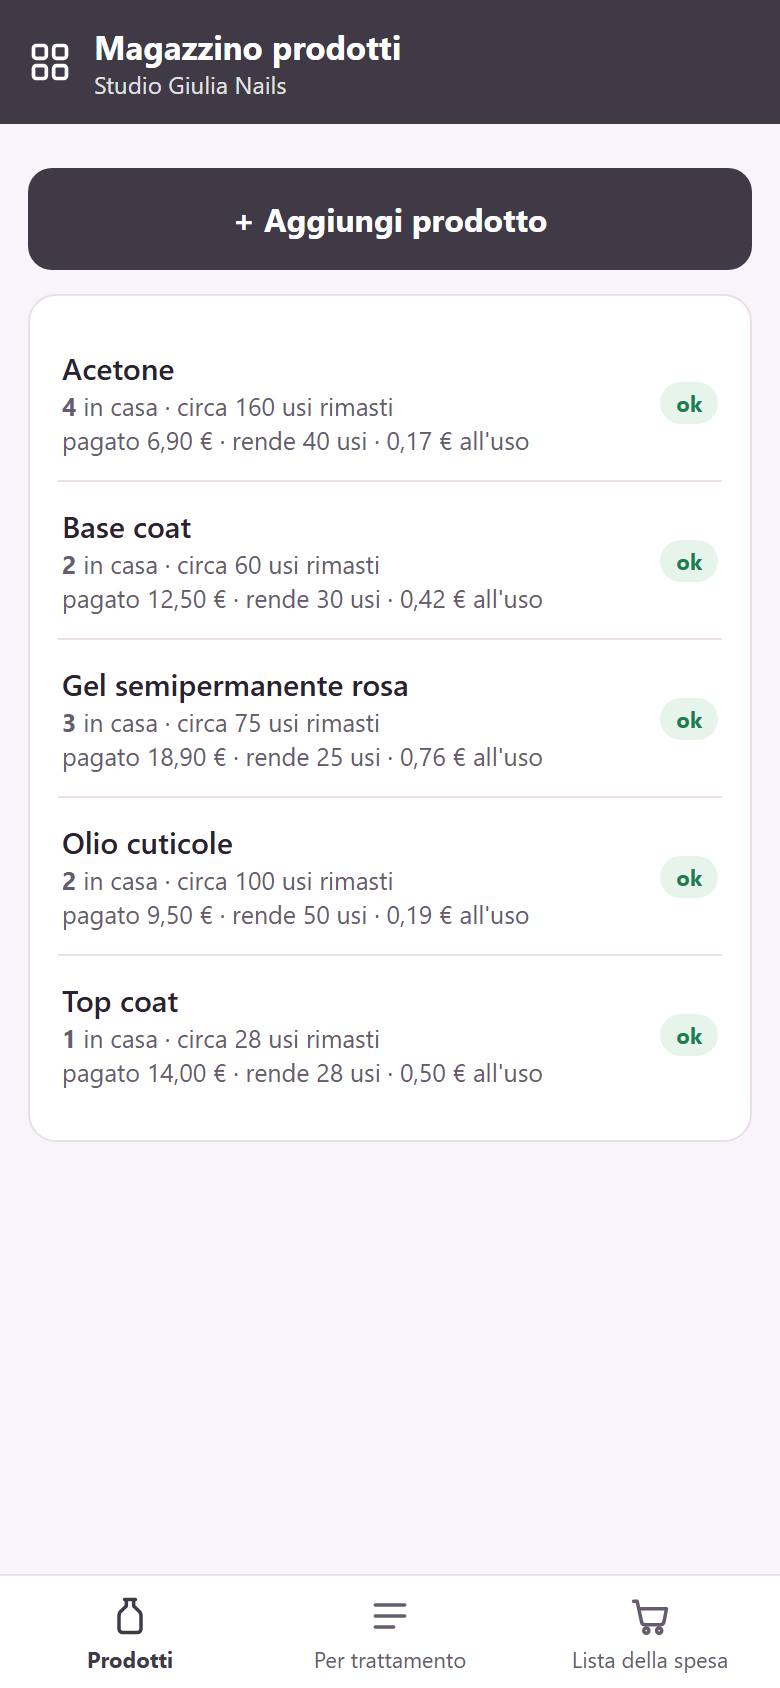 Magazzino prodotti
Studio Giulia Nails
+ Aggiungi prodotto
Acetone
4 in casa · circa 160 usi rimasti
pagato 6,90 € · rende 40 usi · 0,17 € all'uso
ok
Base coat
2 in casa · circa 60 usi rimasti
pagato 12,50 € · rende 30 usi · 0,42 € all'uso
ok
Gel semipermanente rosa
3 in casa · circa 75 usi rimasti
pagato 18,90 € · rende 25 usi · 0,76 € all'uso
ok
Olio cuticole
2 in casa · circa 100 usi rimasti
pagato 9,50 € · rende 50 usi · 0,19 € all'uso
ok
Top coat
1 in casa · circa 28 usi rimasti
pagato 14,00 € · rende 28 usi · 0,50 € all'uso
ok
Prodotti
Per trattamento
Lista della spesa